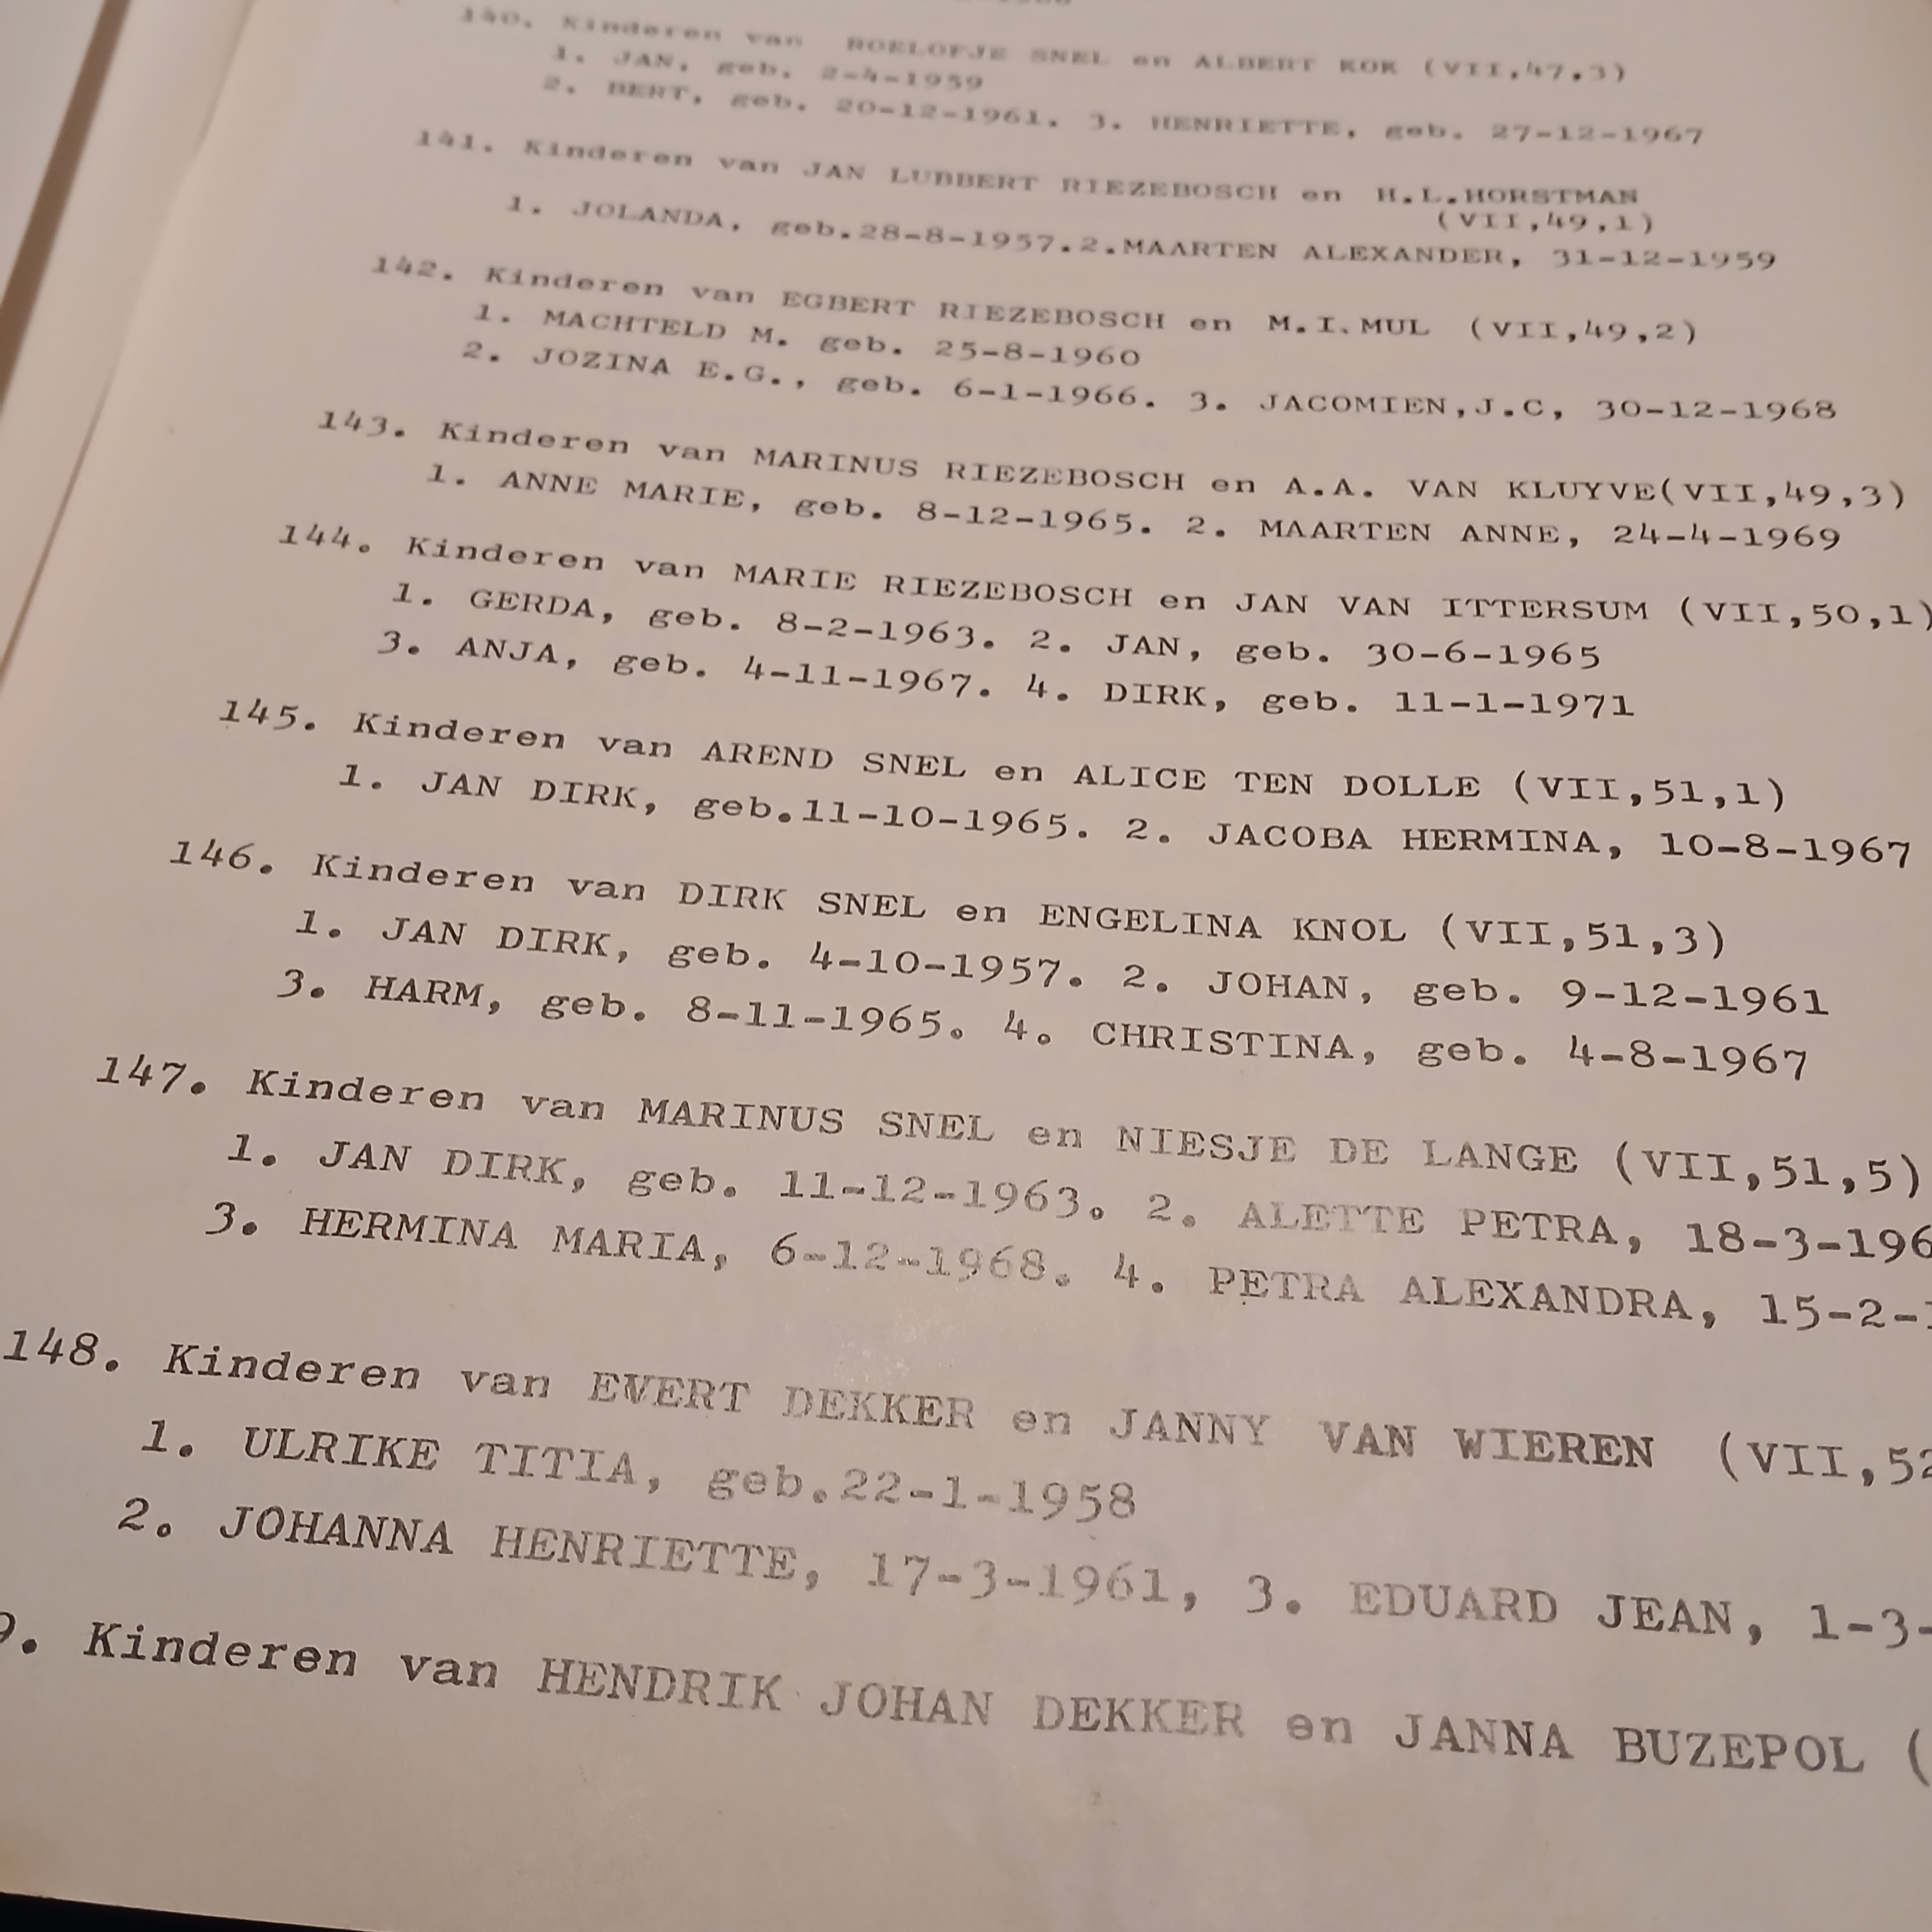 140. Kinderen van ROELOFJE SNEL en ALBERT KOK (VII,47.3)
1. JAN, geb. 2-4-1959
2. BERT, geb. 20-12-1961. 3. HENRIETTE, geb. 27-12-1967
141. Kinderen van JAN LUBBERT RIEZEBOSCH en H.L.HORSTMAN
(VII,49,1)
1. JOLANDA, geb.28-8-1957.2.MAARTEN ALEXANDER, 31-12-1959
142. Kinderen van EGBERT RIEZEBOSCH en M.I.MUL (VII,49,2)
1. MACHTELD M. geb. 25-8-1960
2. JOZINA E.G., geb. 6-1-1966. 3. JACOMIEN,J.C, 30-12-1968
143. Kinderen van MARINUS RIEZEBOSCH en A.A. VAN KLUYVE(VII,49,3)
1. ANNE MARIE, geb. 8-12-1965. 2. MAARTEN ANNE, 24-4-1969
144. Kinderen van MARIE RIEZEBOSCH en JAN VAN ITTERSUM (VII,50,1)
1. GERDA, geb. 8-2-1963. 2. JAN, geb. 30-6-1965
3. ANJA, geb. 4-11-1967. 4. DIRK, geb. 11-1-1971
145. Kinderen van AREND SNEL en ALICE TEN DOLLE (VII,51,1)
1. JAN DIRK, geb.11-10-1965. 2. JACOBA HERMINA, 10-8-1967
146. Kinderen van DIRK SNEL en ENGELINA KNOL (VII,51,3)
1. JAN DIRK, geb. 4-10-1957. 2. JOHAN, geb. 9-12-1961
3. HARM, geb. 8-11-1965. 4. CHRISTINA, geb. 4-8-1967
147. Kinderen van MARINUS SNEL en NIESJE DE LANGE (VII,51,5)
1. JAN DIRK, geb. 11-12-1963. 2. ALETTE PETRA, 18-3-196
3. HERMINA MARIA, 6-12-1968. 4. PETRA ALEXANDRA, 15-2-
148. Kinderen van EVERT DEKKER en JANNY VAN WIEREN (VII,52
1. ULRIKE TITIA, geb.22-1-1958
2. JOHANNA HENRIETTE, 17-3-1961, 3. EDUARD JEAN, 1-3-
9. Kinderen van HENDRIK JOHAN DEKKER en JANNA BUZEPOL (